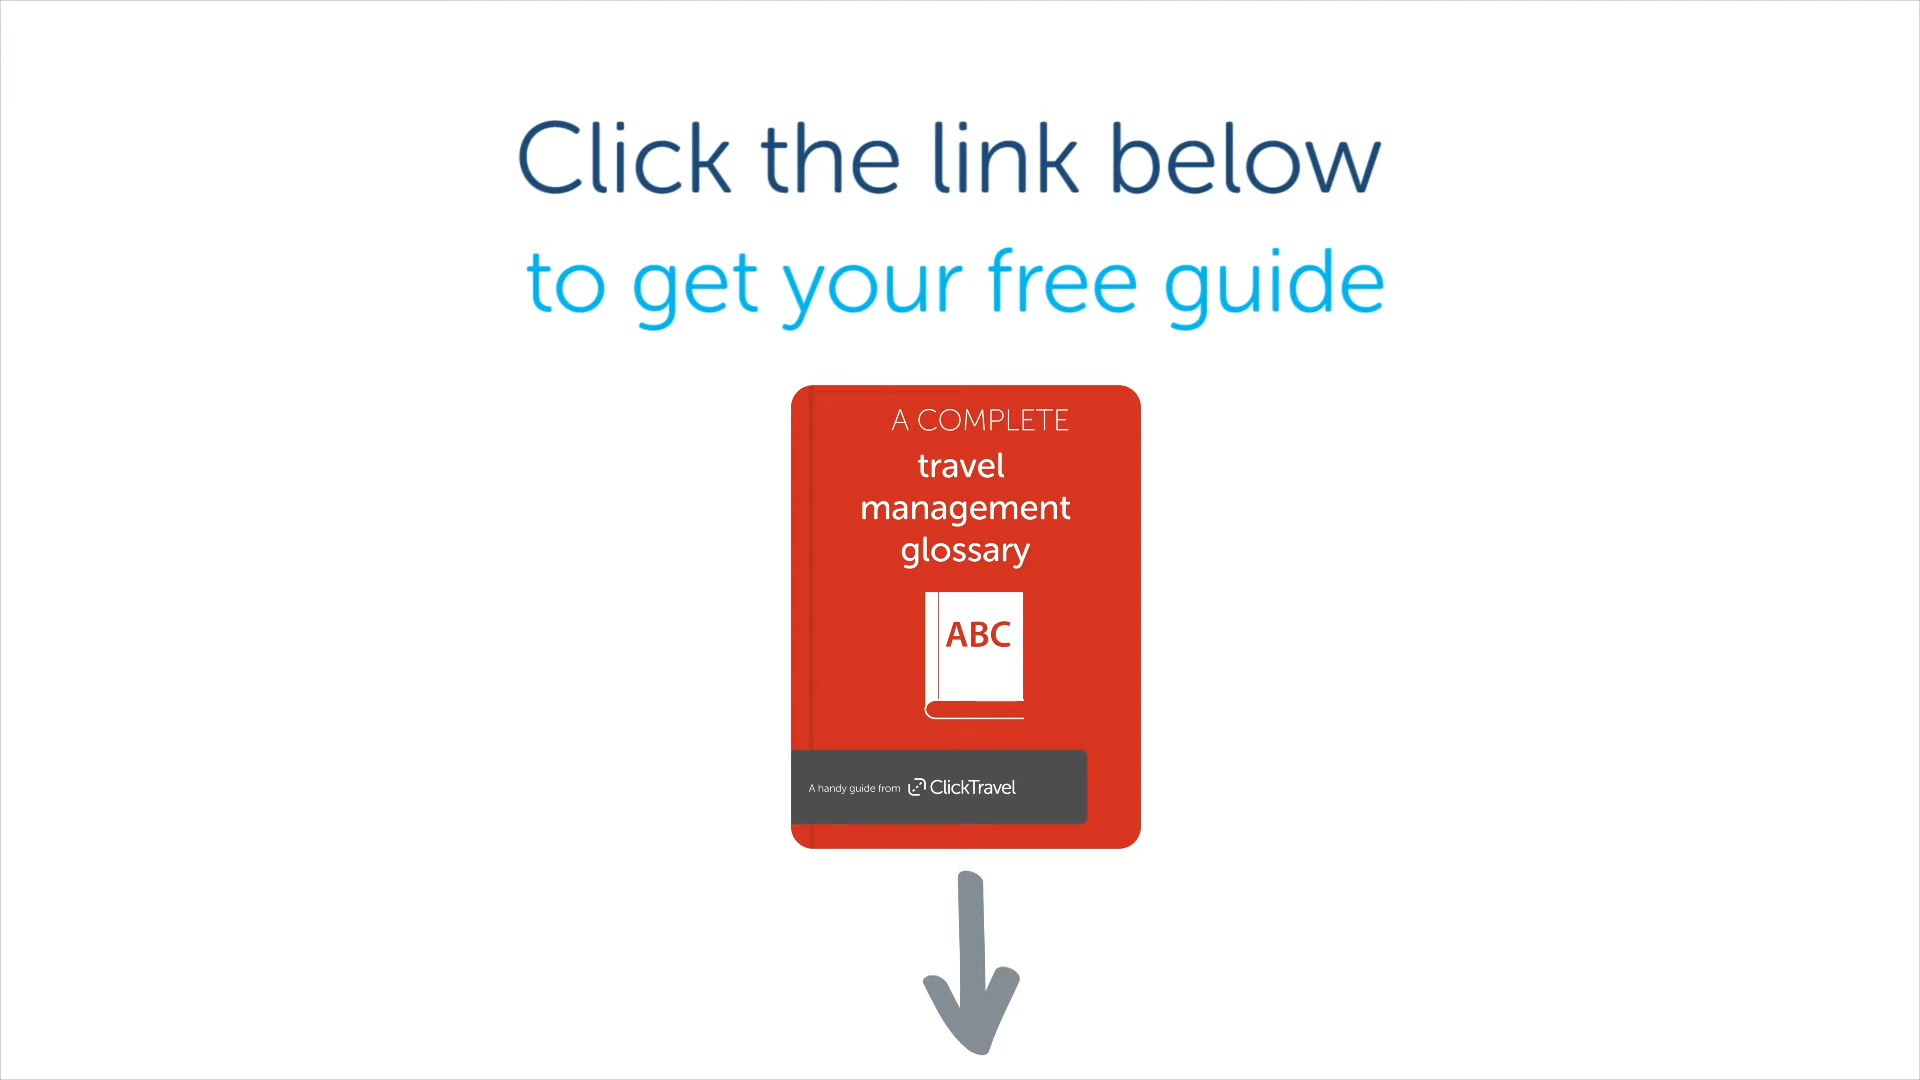 Click the link below
to get your free guide
A COMPLETE
travel
management
glossary
ABC
A handy guide from ClickTravel